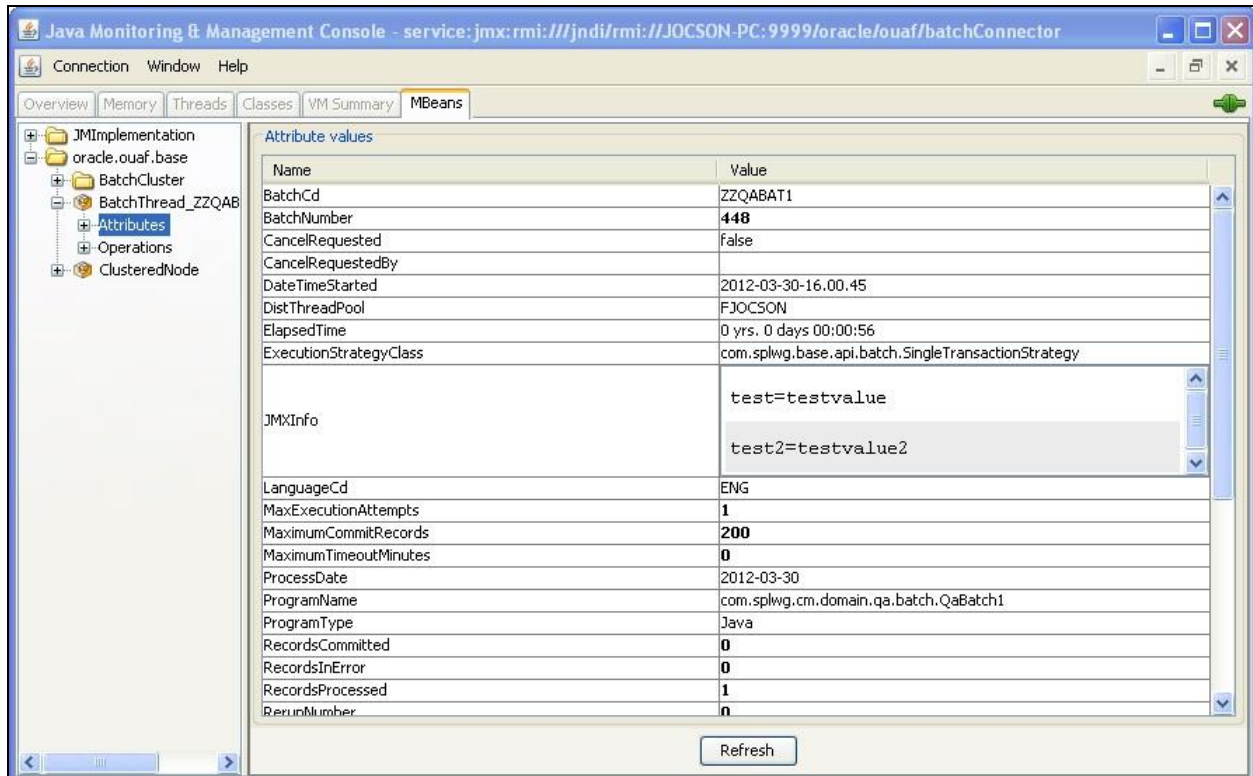 Java Monitoring & Management Console - service:jmx:rmi:///jndi/rmi://JOCSON-PC:9999/oracle/ouaf/batchConnector
Connection Window Help
Overview Memory Threads Classes VM Summary MBeans
JMImplementation
oracle.ouaf.base
BatchCluster
BatchThread_ZZQAB
Attributes
Operations
ClusteredNode
Attribute values
Name Value
BatchCd ZZQABAT1
BatchNumber 448
CancelRequested false
CancelRequestedBy
DateTimeStarted 2012-03-30-16.00.45
DistThreadPool FJOCSON
ElapsedTime 0 yrs. 0 days 00:00:56
ExecutionStrategyClass com.splwg.base.api.batch.SingleTransactionStrategy
JMXInfo
test=testvalue
test2=testvalue2
LanguageCd ENG
MaxExecutionAttempts 1
MaximumCommitRecords 200
MaximumTimeoutMinutes 0
ProcessDate 2012-03-30
ProgramName com.splwg.cm.domain.qa.batch.QaBatch1
ProgramType Java
RecordsCommitted 0
RecordsInError 0
RecordsProcessed 1
RerunNumber 0
Refresh